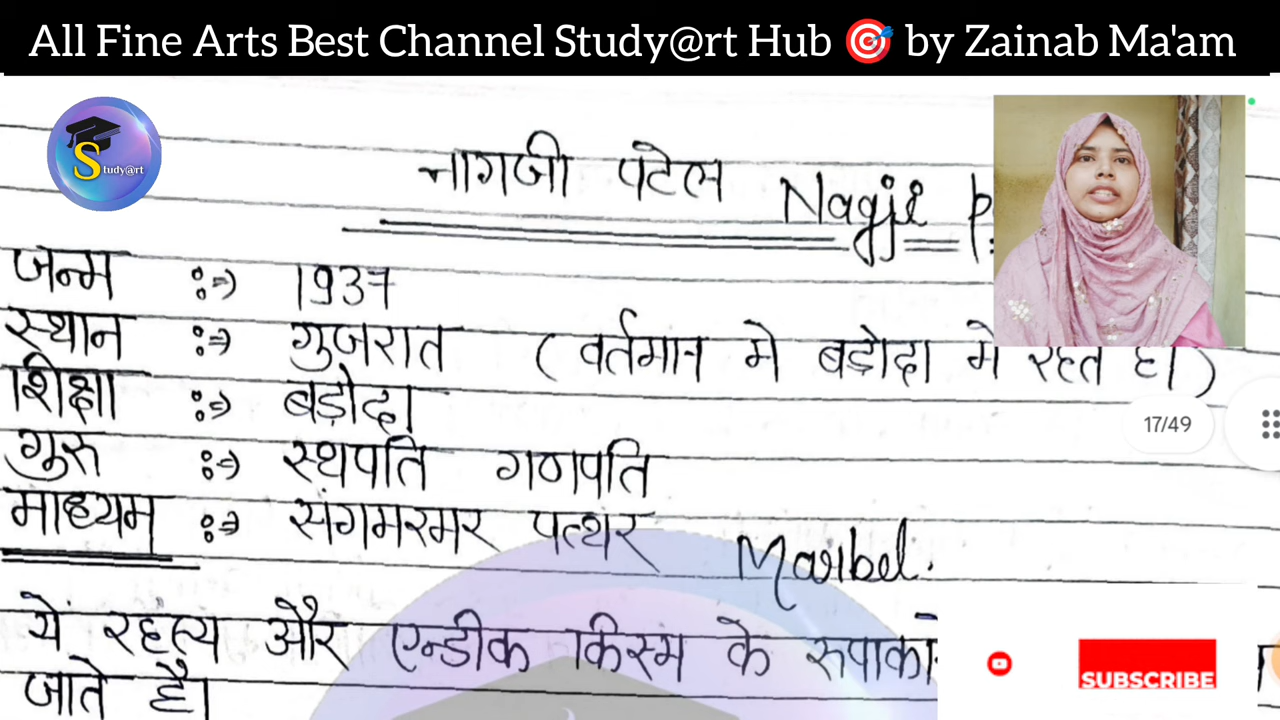 All Fine Arts Best Channel Study@rt Hub 🎯 by Zainab Ma'am
Study@rt
नागजी पटेल Nagji P
जन्म :⇒ 1937
स्थान :⇒ गुजरात (वर्तमान मे बड़ोदा मे रहते है।)
शिक्षा :⇒ बड़ोदा
गुरु :⇒ स्थपति गणपति
माध्यम :⇒ संगमरमर पत्थर Marbel.
17/49
ये रहस्य और एन्डीक किस्म के रूपाको
जाते है।
SUBSCRIBE